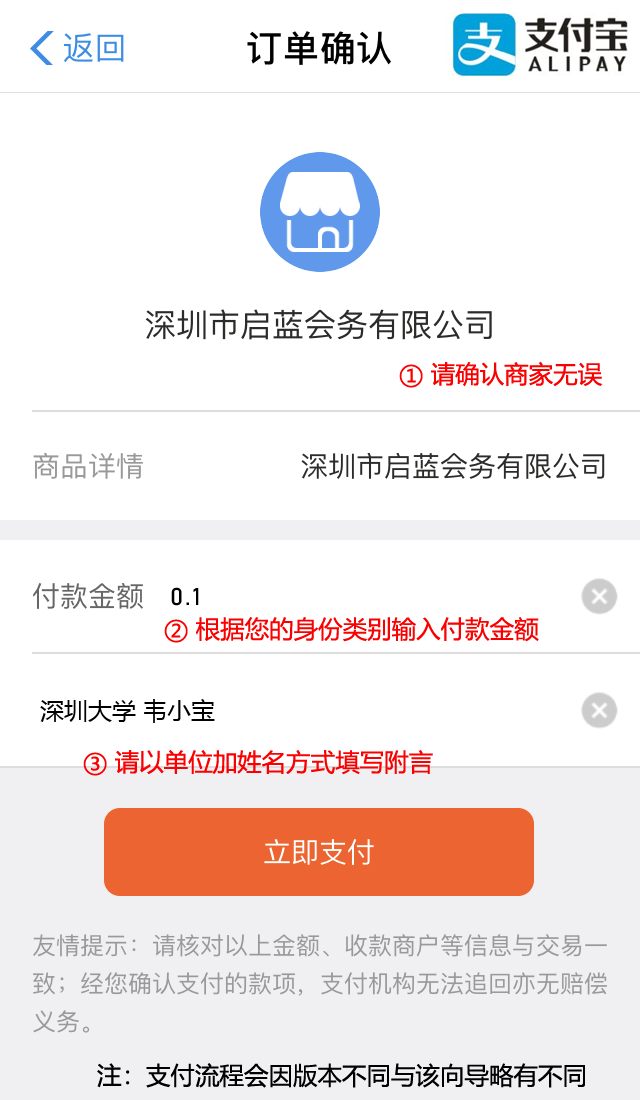 返回 订单确认 支付宝
ALIPAY
深圳市启蓝会务有限公司
① 请确认商家无误
商品详情 深圳市启蓝会务有限公司
付款金额 0.1
② 根据您的身份类别输入付款金额
深圳大学 韦小宝
③ 请以单位加姓名方式填写附言
立即支付
友情提示：请核对以上金额、收款商户等信息与交易一
致；经您确认支付的款项，支付机构无法追回亦无赔偿
义务。
注：支付流程会因版本不同与该向导略有不同